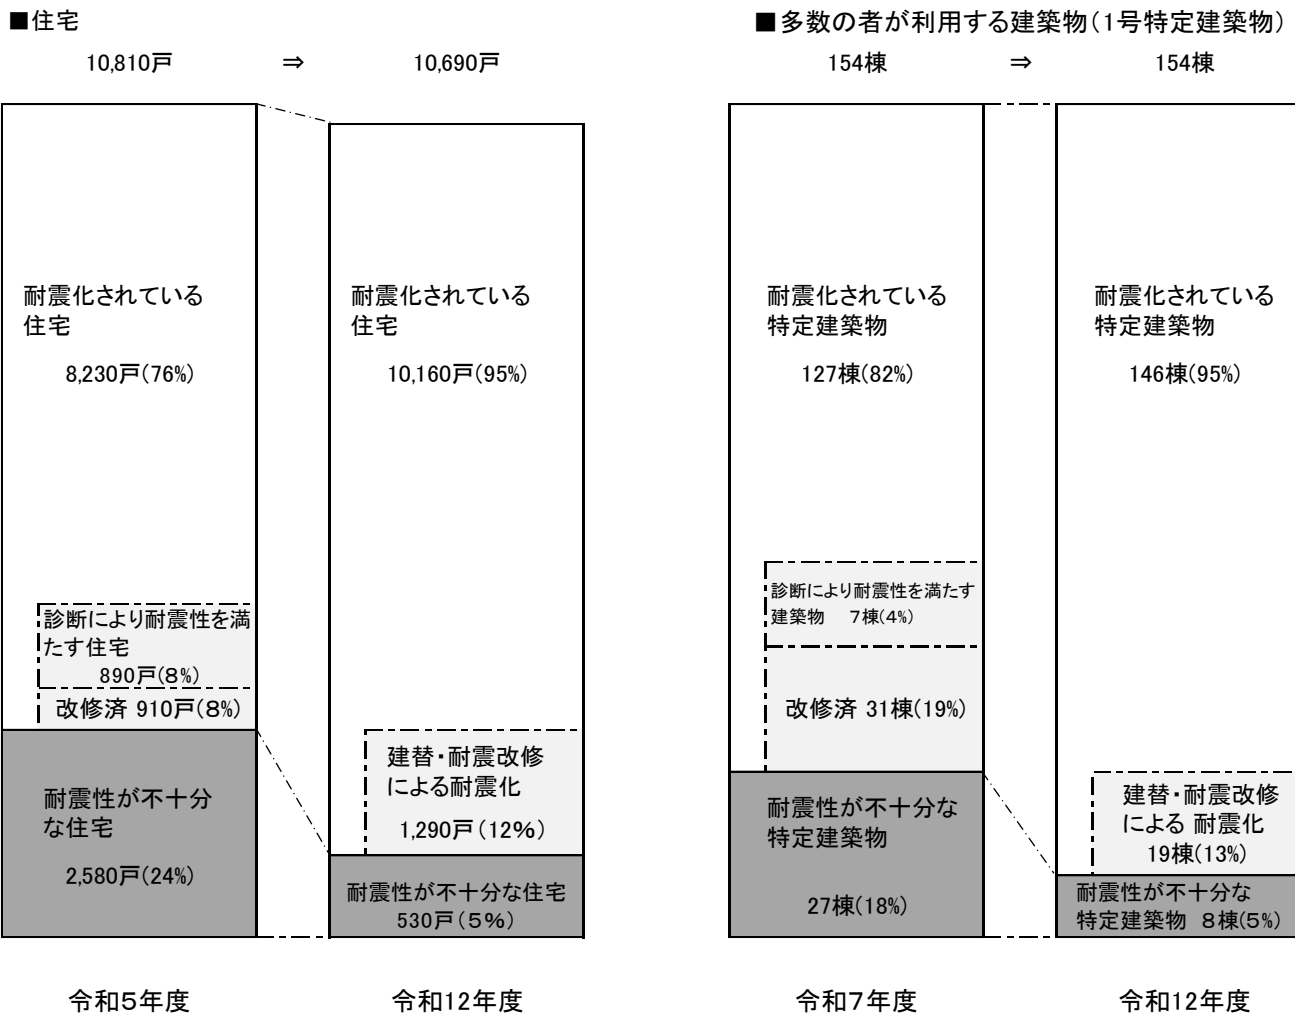 ■住宅
10,810戸 ⇒ 10,690戸
耐震化されている
住宅
8,230戸(76%)
診断により耐震性を満
たす住宅
890戸(8%)
改修済 910戸(8%)
耐震性が不十分
な住宅
2,580戸(24%)
令和5年度
耐震化されている
住宅
10,160戸(95%)
建替・耐震改修
による耐震化
1,290戸(12%)
耐震性が不十分な住宅
530戸(5%)
令和12年度
■多数の者が利用する建築物(1号特定建築物)
154棟 ⇒ 154棟
耐震化されている
特定建築物
127棟(82%)
診断により耐震性を満たす
建築物 7棟(4%)
改修済 31棟(19%)
耐震性が不十分な
特定建築物
27棟(18%)
令和7年度
耐震化されている
特定建築物
146棟(95%)
建替・耐震改修
による 耐震化
19棟(13%)
耐震性が不十分な
特定建築物 8棟(5%)
令和12年度